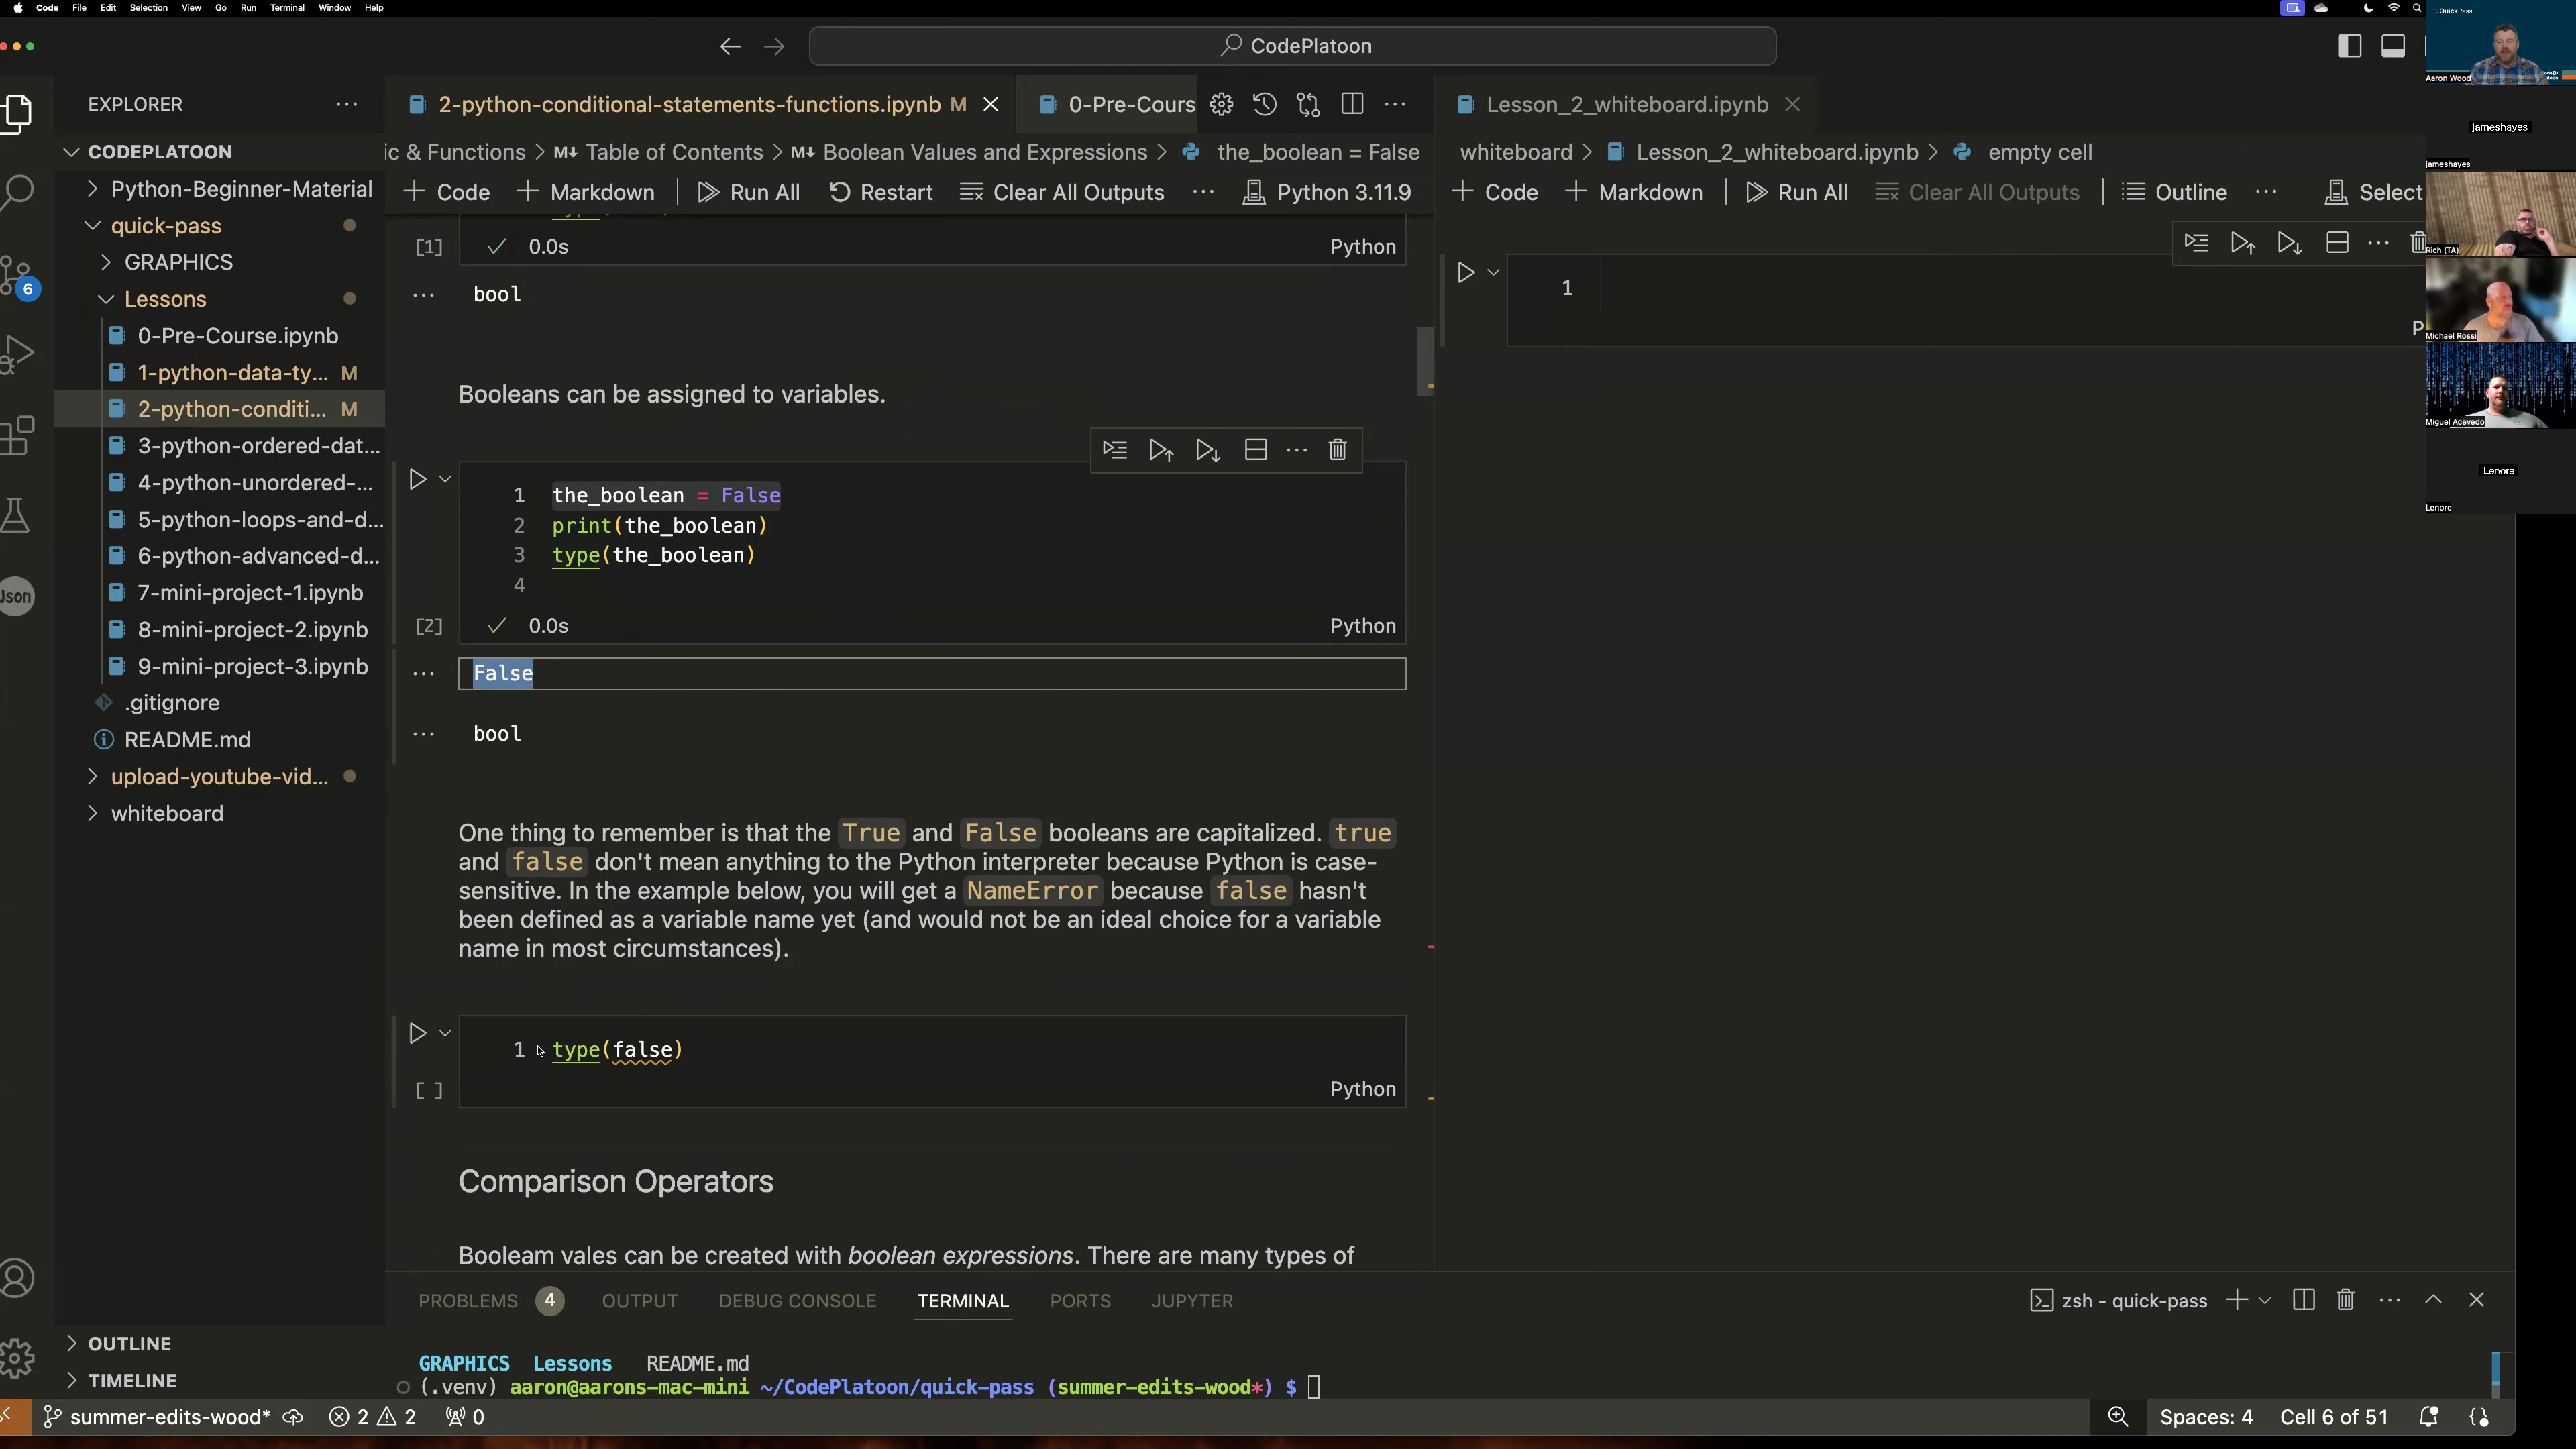 Code File Edit Selection View Go Run Terminal Window Help
CodePlatoon
EXPLORER
CODEPLATOON
Python-Beginner-Material
quick-pass
GRAPHICS
Lessons
0-Pre-Course.ipynb
1-python-data-ty... M
2-python-conditi... M
3-python-ordered-dat...
4-python-unordered-...
5-python-loops-and-d...
6-python-advanced-d...
7-mini-project-1.ipynb
8-mini-project-2.ipynb
9-mini-project-3.ipynb
.gitignore
README.md
upload-youtube-vid...
whiteboard
OUTLINE
TIMELINE
6
Json
2-python-conditional-statements-functions.ipynb M
0-Pre-Cours
ic & Functions > M↓ Table of Contents > M↓ Boolean Values and Expressions > the_boolean = False
+ Code + Markdown | Run All Restart Clear All Outputs ... Python 3.11.9
[1] ✓ 0.0s Python
bool
Booleans can be assigned to variables.
1 the_boolean = False
2 print(the_boolean)
3 type(the_boolean)
4
[2] ✓ 0.0s Python
False
bool
One thing to remember is that the True and False booleans are capitalized. true
and false don't mean anything to the Python interpreter because Python is case-
sensitive. In the example below, you will get a NameError because false hasn't
been defined as a variable name yet (and would not be an ideal choice for a variable
name in most circumstances).
1 type(false)
[ ] Python
Comparison Operators
Booleam vales can be created with boolean expressions. There are many types of
Lesson_2_whiteboard.ipynb
whiteboard > Lesson_2_whiteboard.ipynb > empty cell
+ Code + Markdown | Run All Clear All Outputs | Outline ... Select
1
P
QuickPass
Aaron Wood
jameshayes
jameshayes
Rich (TA)
Michael Rossi
Miguel Acevedo
Lenore
Lenore
PROBLEMS 4 OUTPUT DEBUG CONSOLE TERMINAL PORTS JUPYTER
zsh - quick-pass
GRAPHICS Lessons README.md
(.venv) aaron@aarons-mac-mini ~/CodePlatoon/quick-pass (summer-edits-wood*) $
summer-edits-wood* 2 2 0
Spaces: 4 Cell 6 of 51